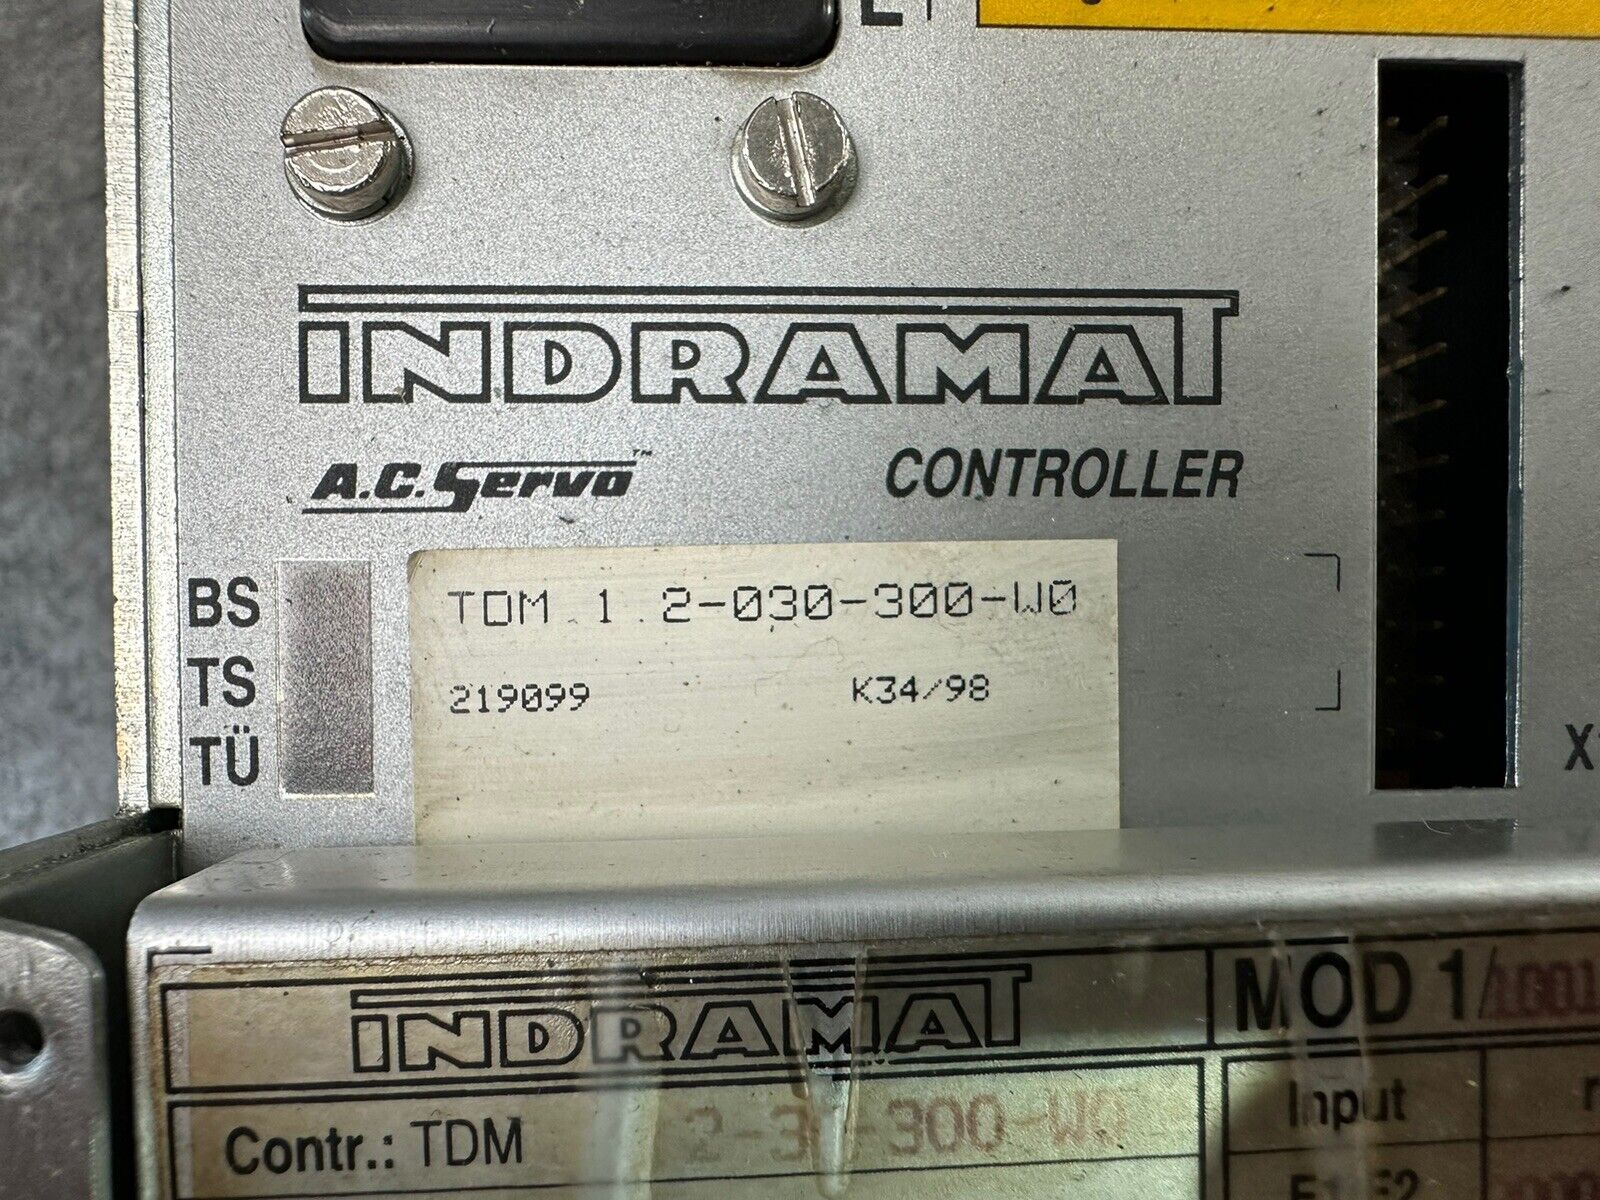 INDRAMAT
A.C.Servo™ CONTROLLER
BS
TS
TÜ
TDM 1.2-030-300-W0
219099 K34/98
INDRAMAT
MOD 1/
Input
Contr.: TDM 300-W0